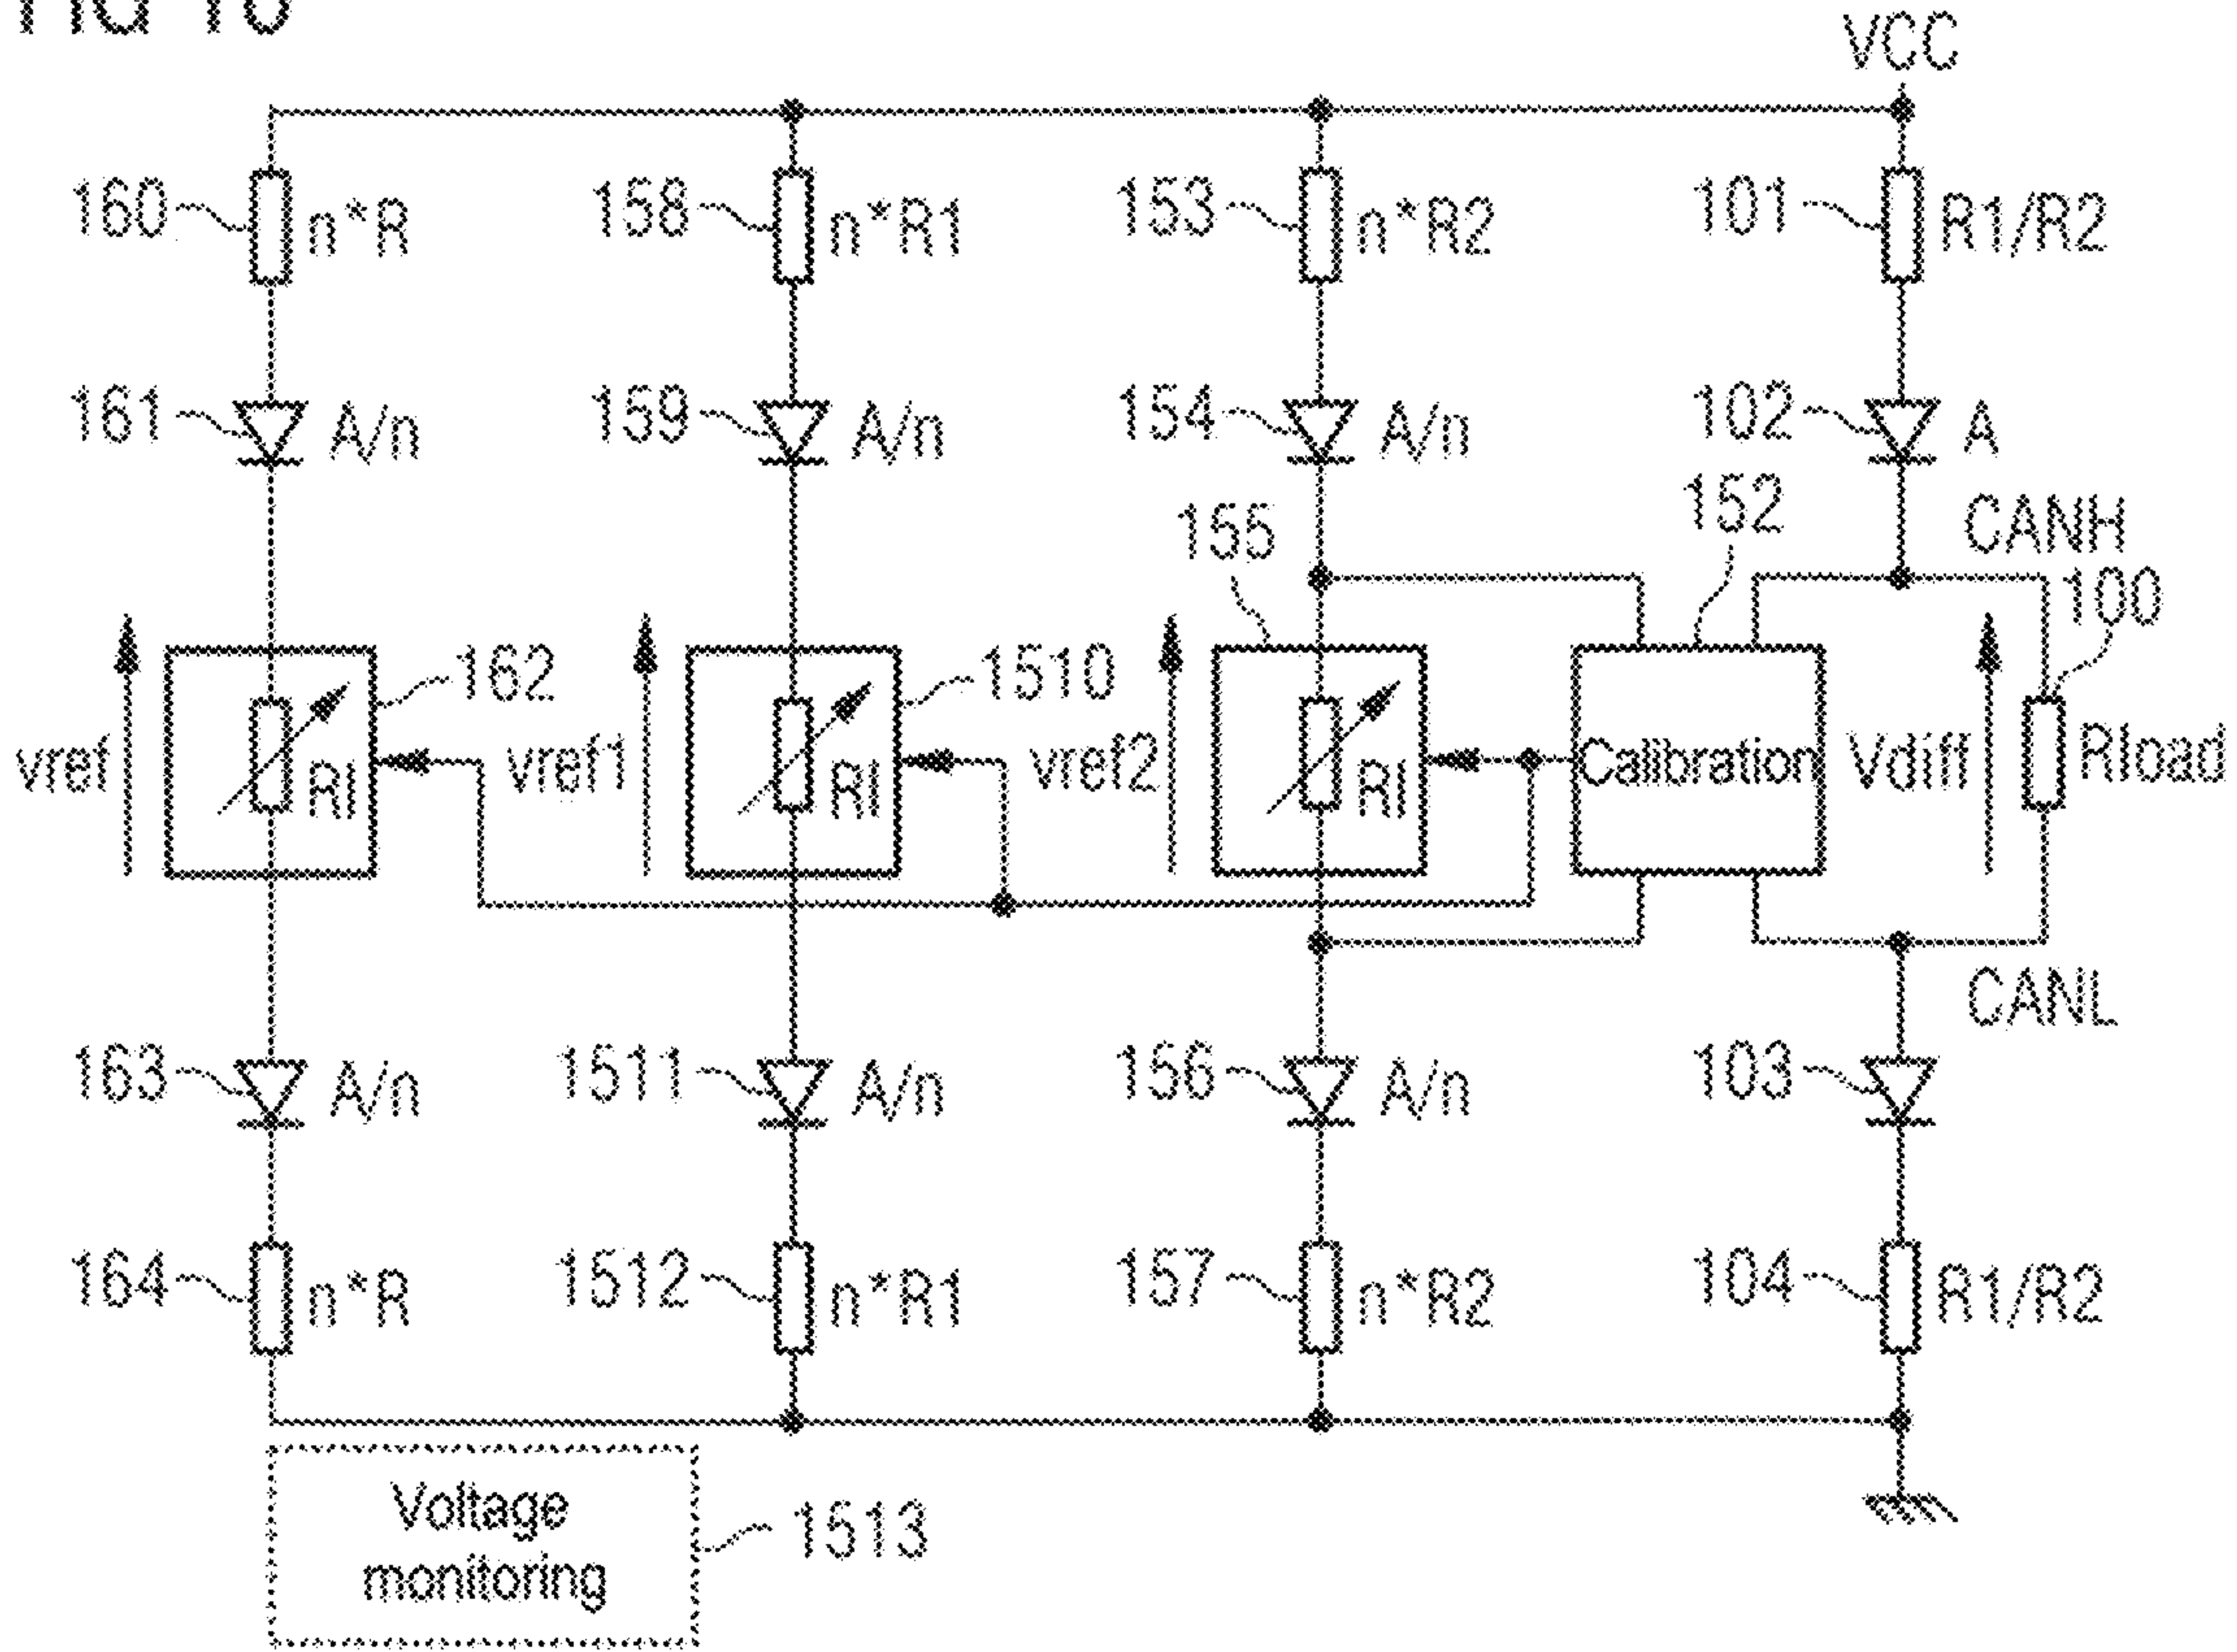 VCC
160 n*R 158 n*R1 153 n*R2 101 R1/R2
161 A/n 159 A/n 154 A/n 102 A
155 152 CANH
100
162 1510
vref RI vref1 RI vref2 RI Calibration Vdiff Rload
CANL
163 A/n 1511 A/n 156 A/n 103
164 n*R 1512 n*R1 157 n*R2 104 R1/R2
Voltage
monitoring
1513